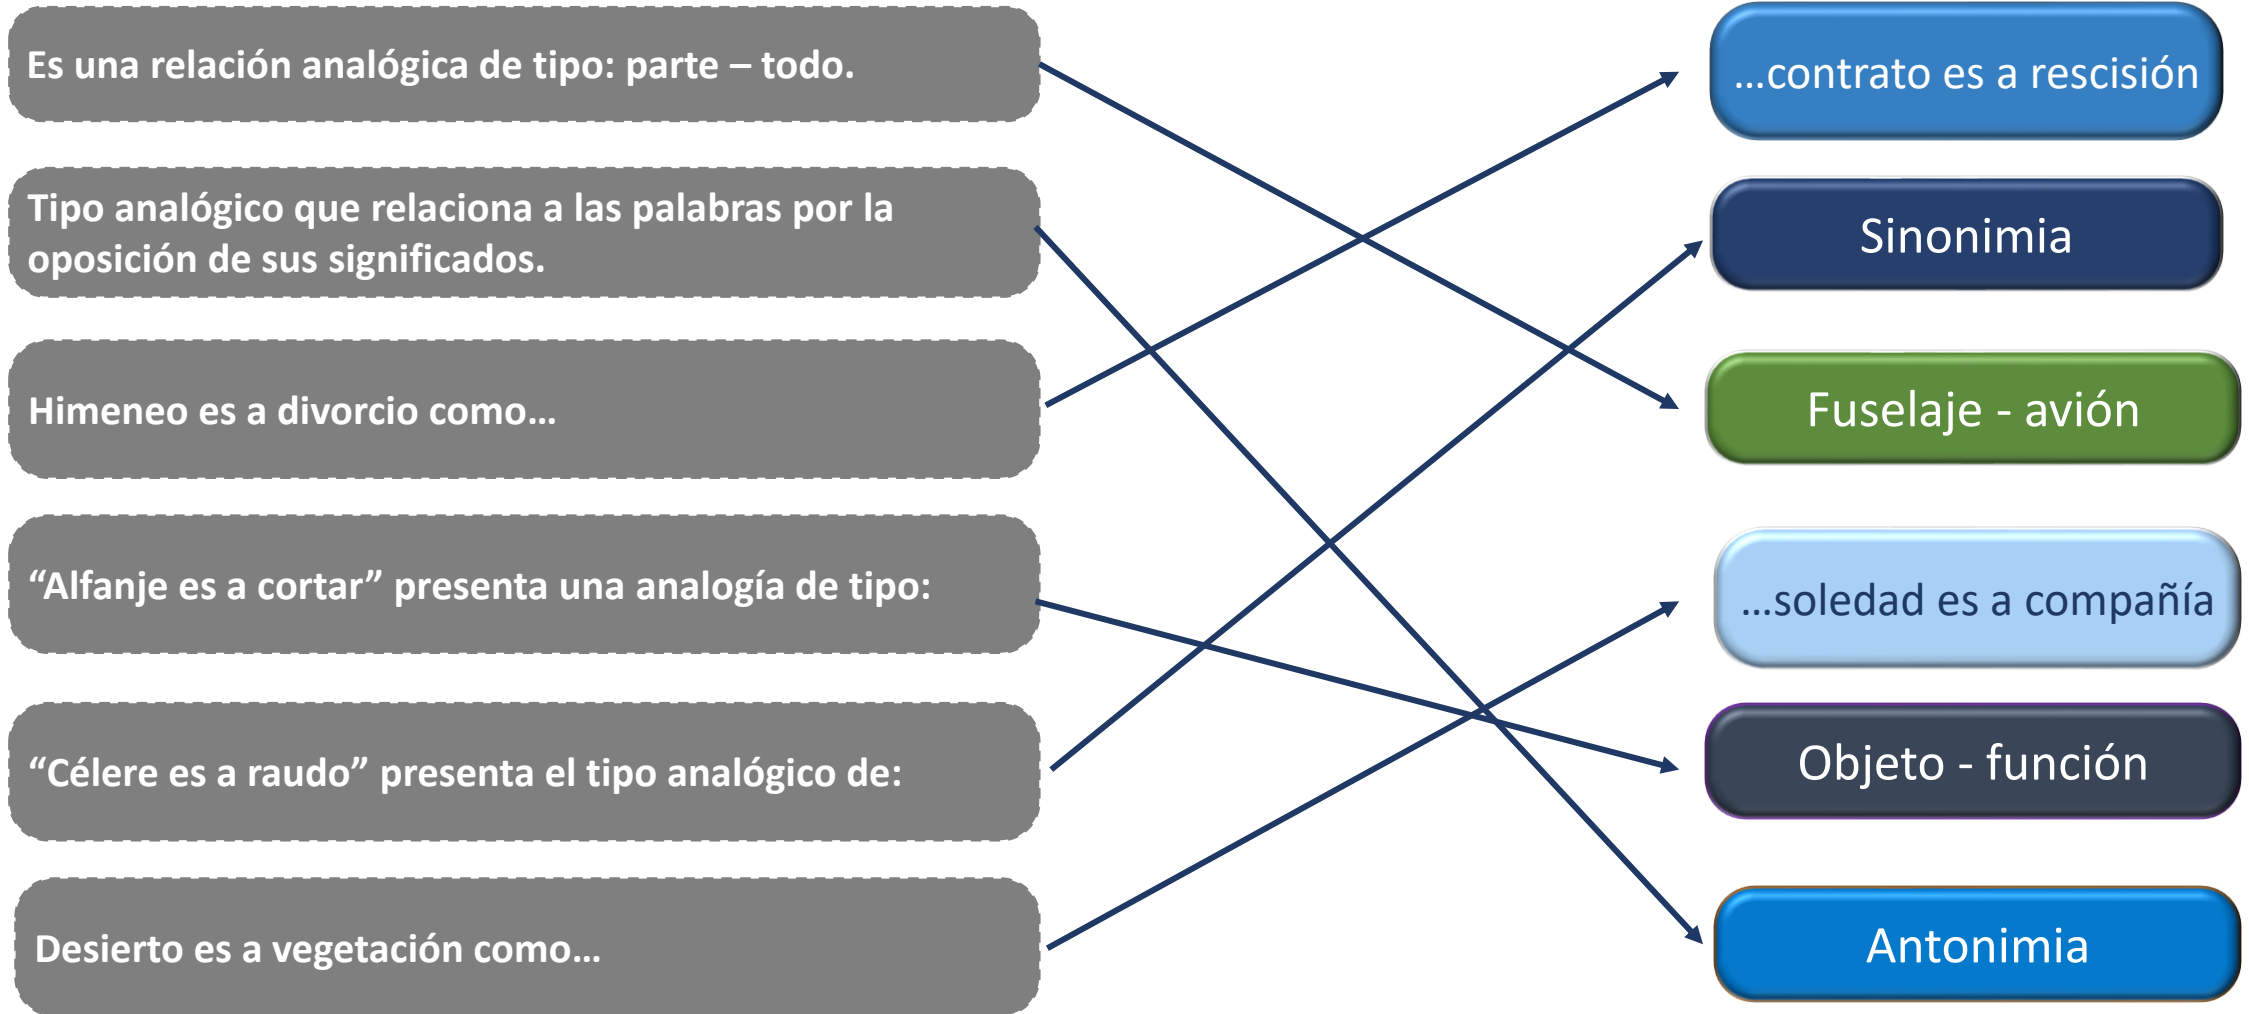 Es una relación analógica de tipo: parte – todo.
Tipo analógico que relaciona a las palabras por la
oposición de sus significados.
Himeneo es a divorcio como…
“Alfanje es a cortar” presenta una analogía de tipo:
“Célere es a raudo” presenta el tipo analógico de:
Desierto es a vegetación como…
…contrato es a rescisión
Sinonimia
Fuselaje - avión
…soledad es a compañía
Objeto - función
Antonimia